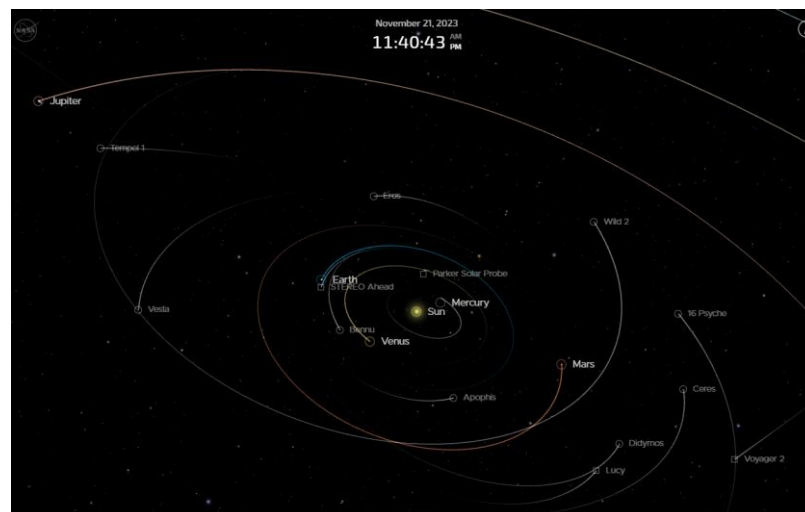 November 21, 2023
NASA
11:40:43 AM PM
Jupiter
Tempel 1
Eros
Wild 2
Parker Solar Probe
Earth
STEREO Ahead
Mercury
Vesta
Sun
16 Psyche
Bennu
Venus
Mars
Ceres
Apophis
Didymos
Voyager 2
Lucy